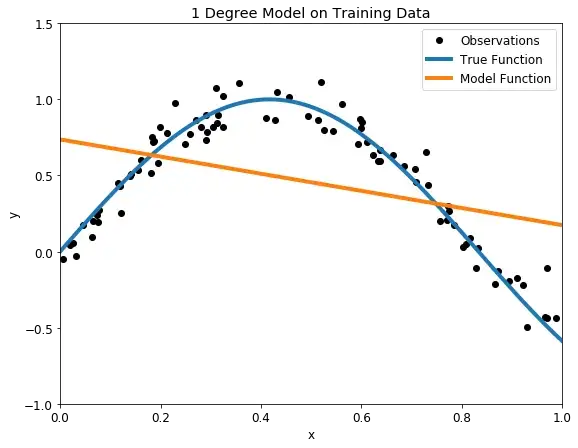 1 Degree Model on Training Data
1.5
1.0
0.5
0.0
−0.5
−1.0
y
Observations
True Function
Model Function
0.0 0.2 0.4 0.6 0.8 1.0
x